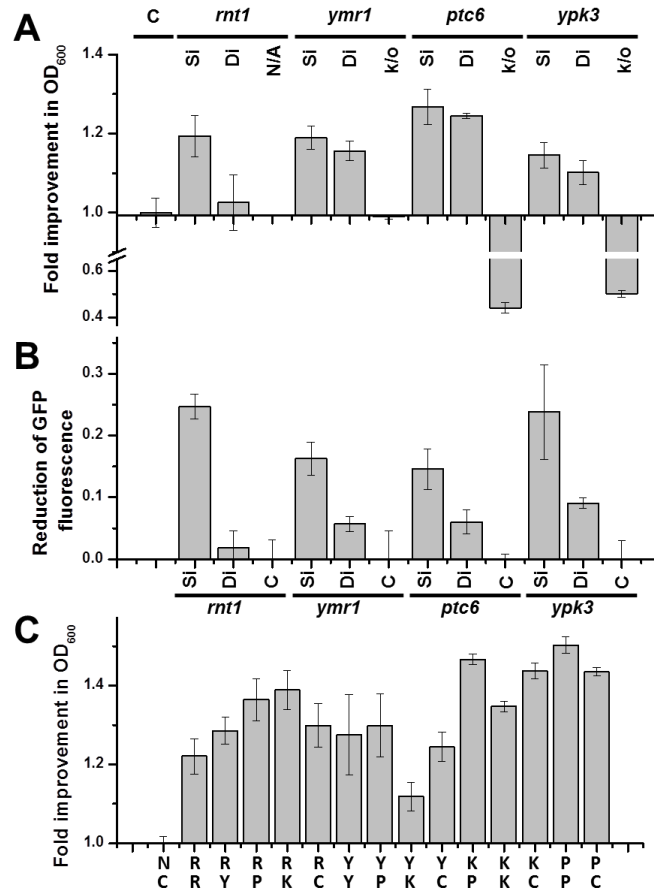 A
C rnt1 ymr1 ptc6 ypk3
Si Di N/A Si Di k/o Si Di k/o Si Di k/o
Fold improvement in OD600
1.4
1.2
1.0
0.6
0.4
B
Reduction of GFP
fluorescence
0.3
0.2
0.1
0.0
Si Di C Si Di C Si Di C Si Di C
rnt1 ymr1 ptc6 ypk3
C
Fold improvement in OD600
1.4
1.2
1.0
N R R R R R Y Y Y Y K K K P P
C R Y P K C Y P K C P K C P C